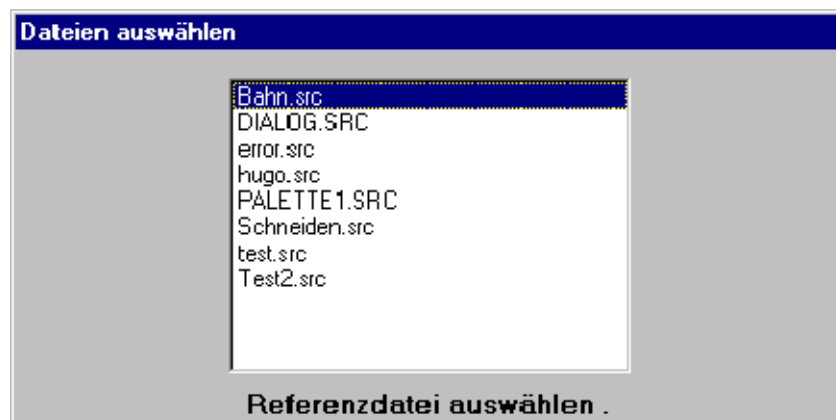 Dateien auswählen
Bahn.src
DIALOG.SRC
error.src
hugo.src
PALETTE1.SRC
Schneiden.src
test.src
Test2.src
Referenzdatei auswählen .